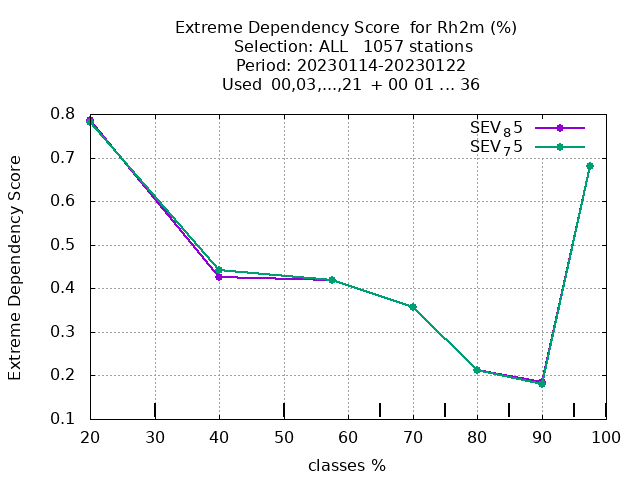 Extreme Dependency Score  for Rh2m (%)
Selection: ALL   1057 stations
Period: 20230114-20230122
Used  00,03,...,21  + 00 01 ... 36
SEV₈5
SEV₇5
Extreme Dependency Score
0.8
0.7
0.6
0.5
0.4
0.3
0.2
0.1
20 30 40 50 60 70 80 90 100
classes %